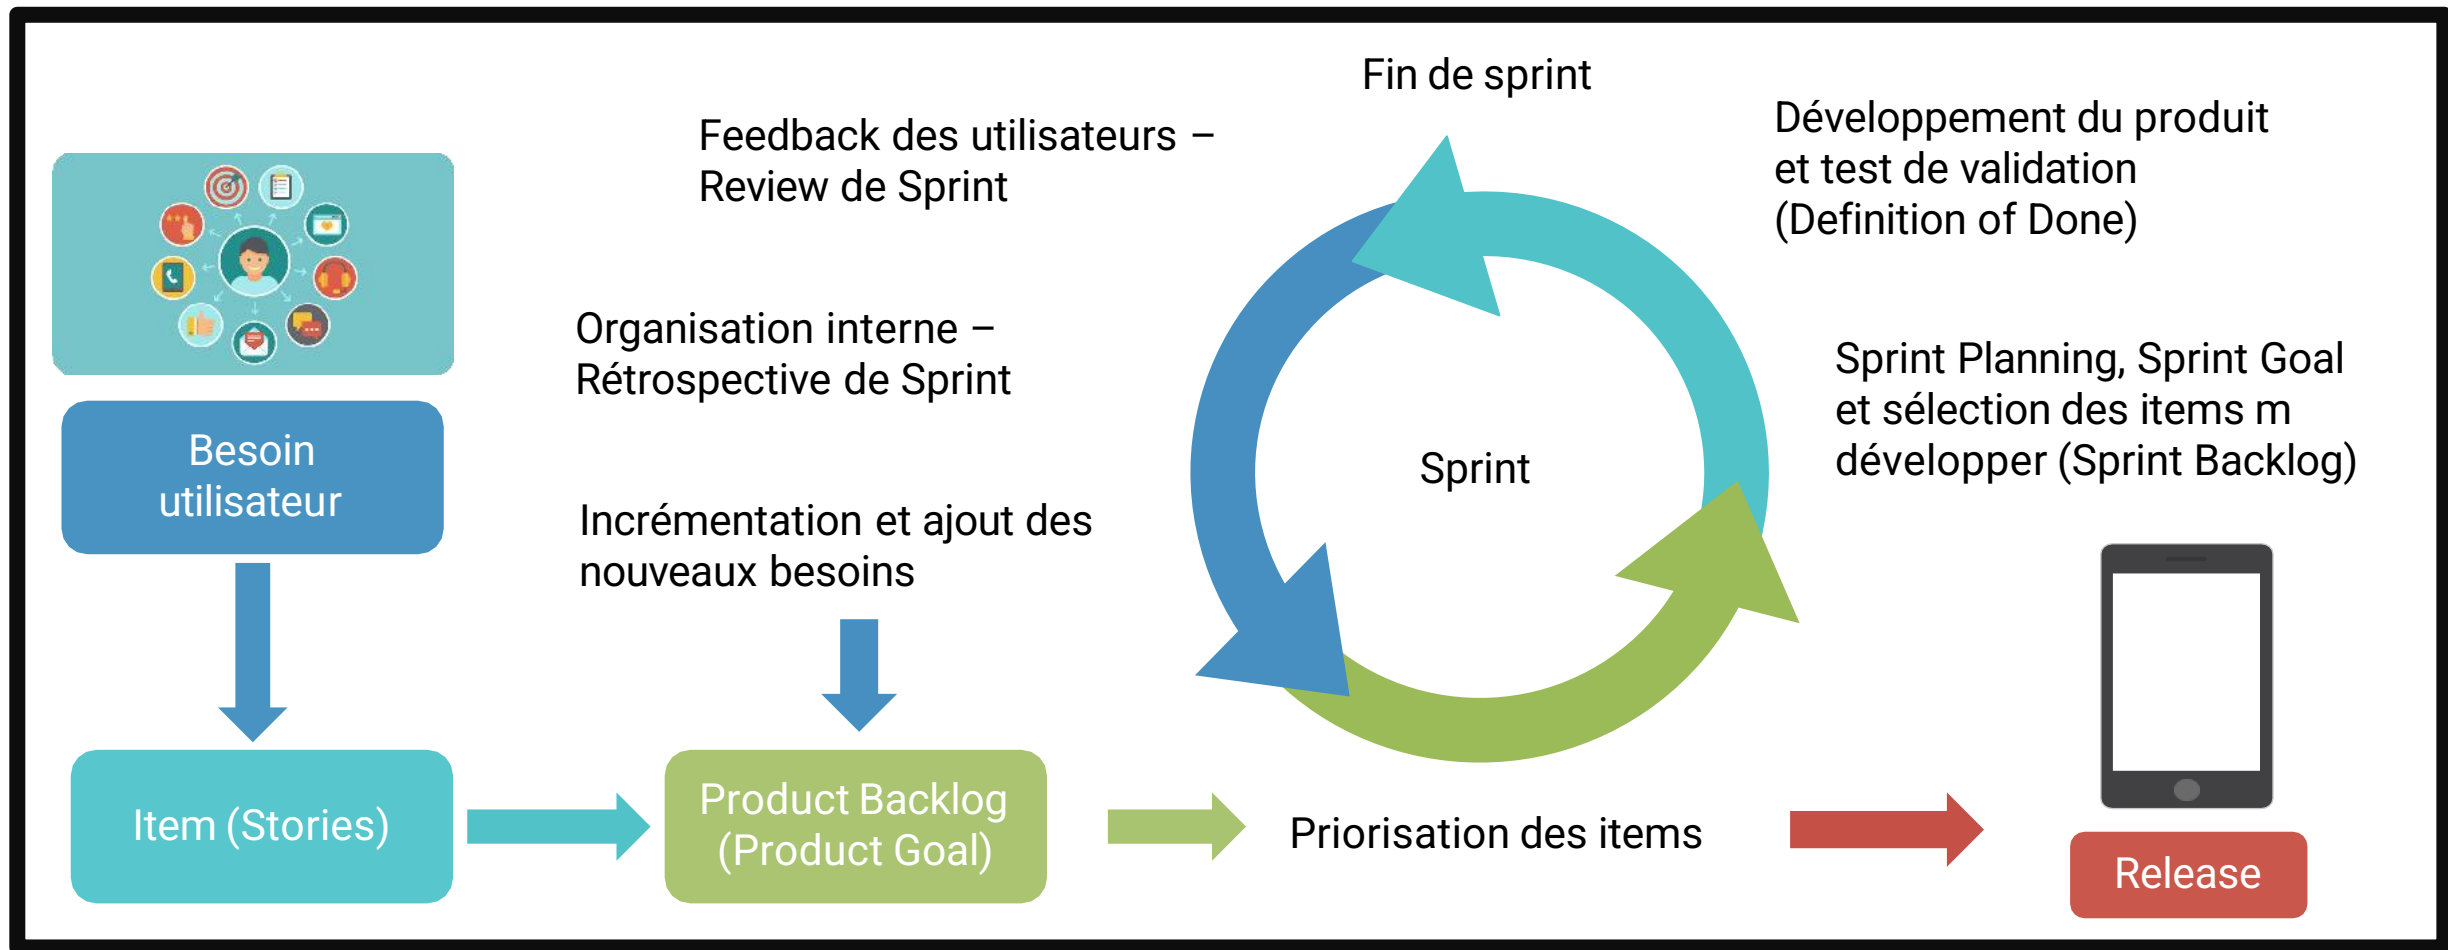 Fin de sprint
Feedback des utilisateurs –
Review de Sprint
Développement du produit
et test de validation
(Definition of Done)
Organisation interne –
Rétrospective de Sprint
Sprint Planning, Sprint Goal
et sélection des items m
développer (Sprint Backlog)
Besoin
utilisateur
Sprint
Incrémentation et ajout des
nouveaux besoins
Item (Stories)
Product Backlog
(Product Goal)
Priorisation des items
Release